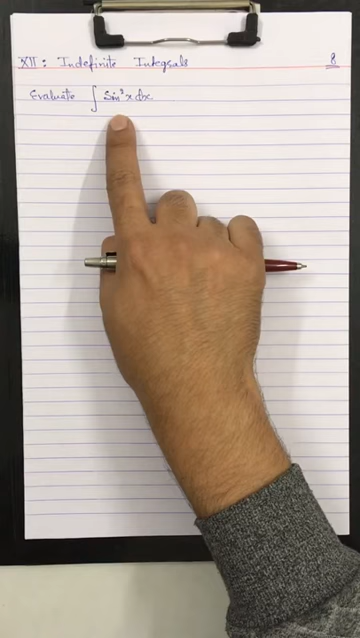 XII : Indefinite Integrals 8
Evaluate ∫ Sin³x dx